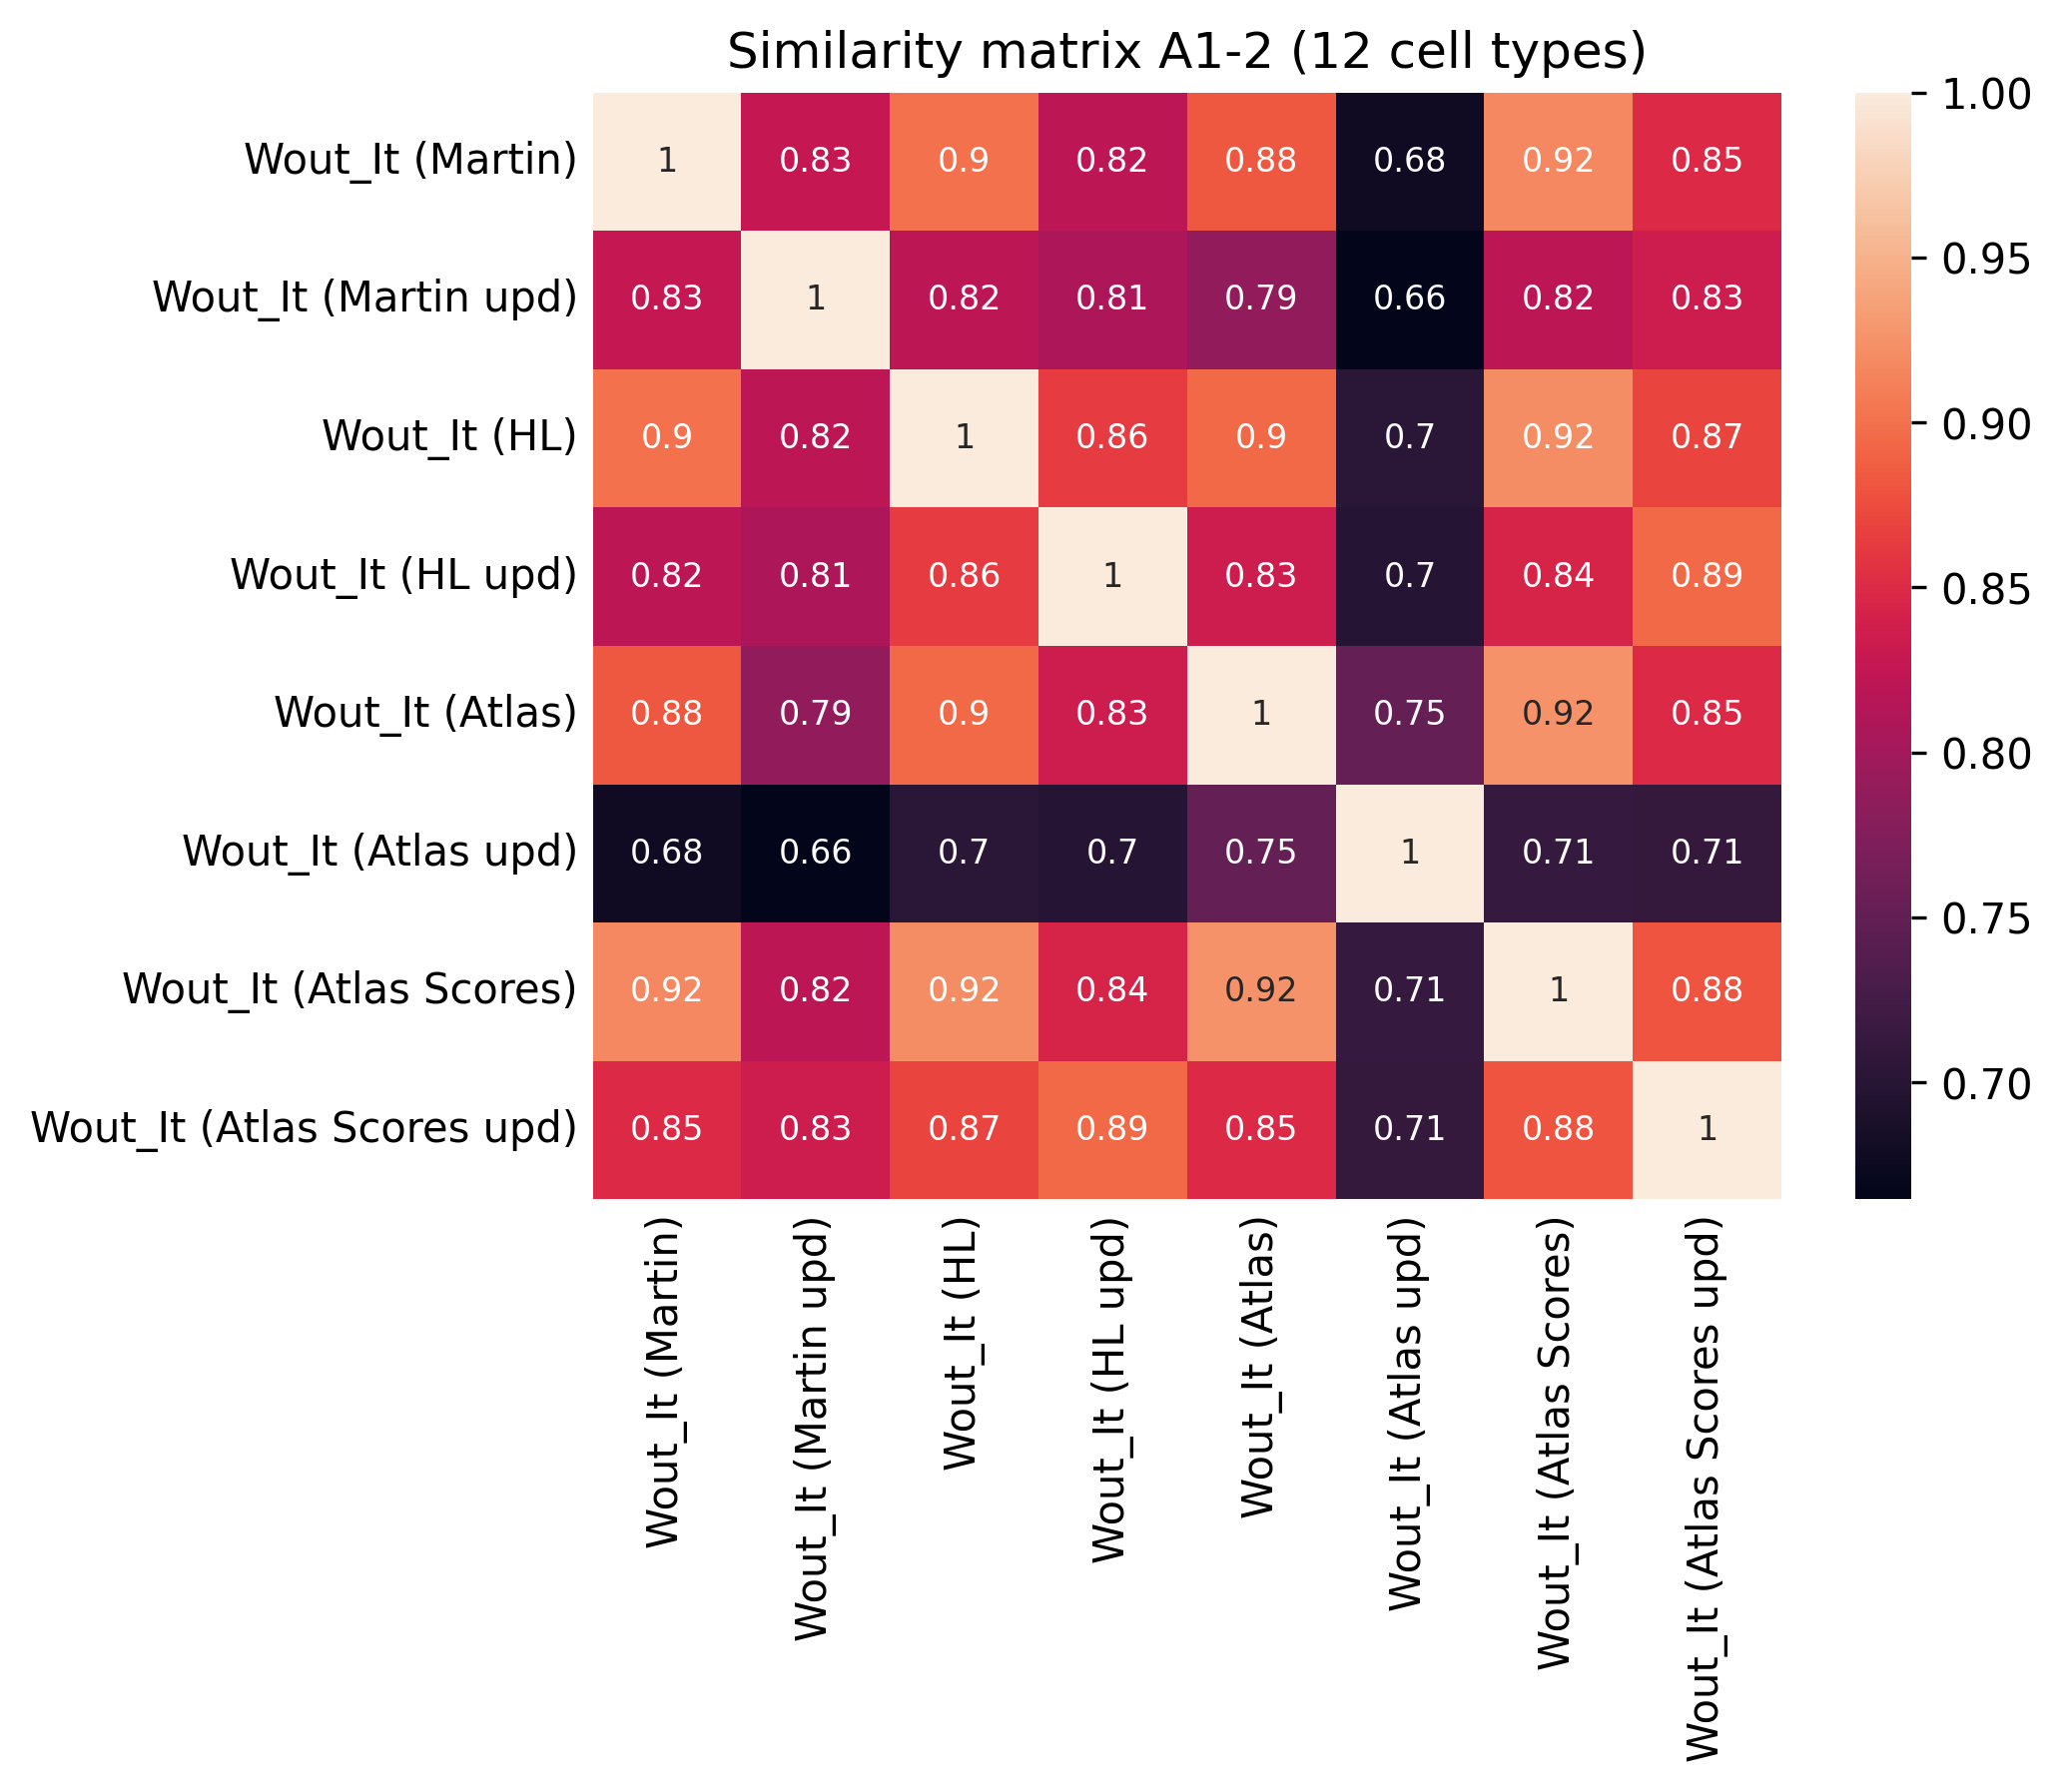 Similarity matrix A1-2 (12 cell types)
Wout_It (Martin) 1 0.83 0.9 0.82 0.88 0.68 0.92 0.85
Wout_It (Martin upd) 0.83 1 0.82 0.81 0.79 0.66 0.82 0.83
Wout_It (HL) 0.9 0.82 1 0.86 0.9 0.7 0.92 0.87
Wout_It (HL upd) 0.82 0.81 0.86 1 0.83 0.7 0.84 0.89
Wout_It (Atlas) 0.88 0.79 0.9 0.83 1 0.75 0.92 0.85
Wout_It (Atlas upd) 0.68 0.66 0.7 0.7 0.75 1 0.71 0.71
Wout_It (Atlas Scores) 0.92 0.82 0.92 0.84 0.92 0.71 1 0.88
Wout_It (Atlas Scores upd) 0.85 0.83 0.87 0.89 0.85 0.71 0.88 1
Wout_It (Martin)
Wout_It (Martin upd)
Wout_It (HL)
Wout_It (HL upd)
Wout_It (Atlas)
Wout_It (Atlas upd)
Wout_It (Atlas Scores)
Wout_It (Atlas Scores upd)
1.00
0.95
0.90
0.85
0.80
0.75
0.70